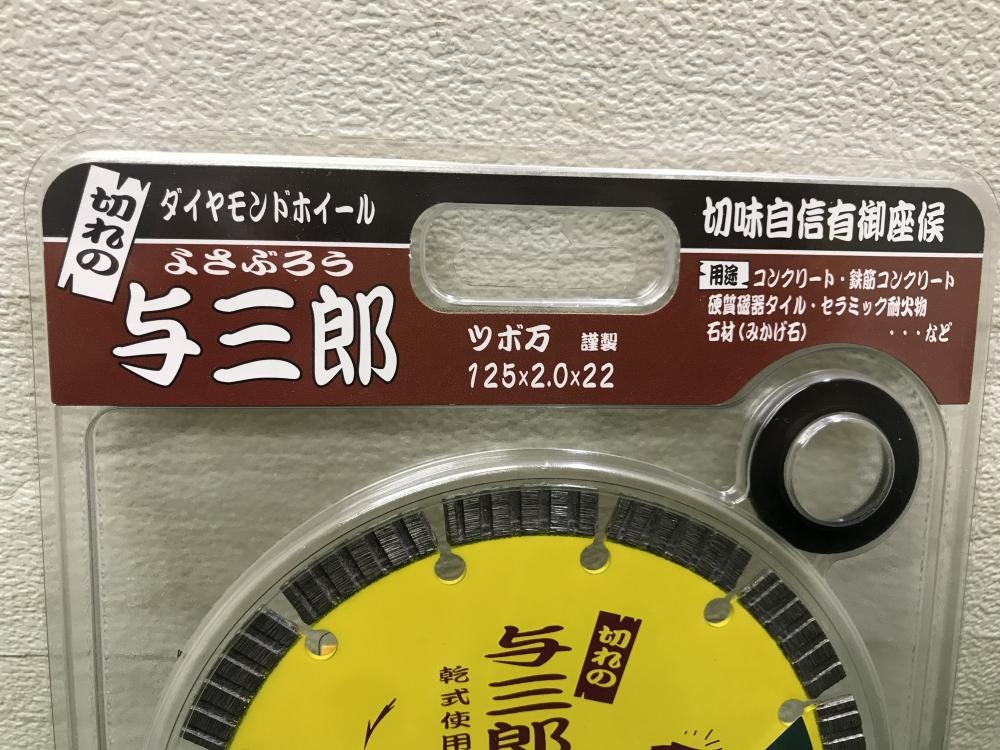 切れの
ダイヤモンドホイール
よさぶろう
与三郎
ツボ万 謹製
125×2.0×22
切味自信有御座候
用途 コンクリート・鉄筋コンクリート
硬質磁器タイル・セラミック耐火物
石材(みかげ石) ・・・など
切れの
与三郎
乾式使用